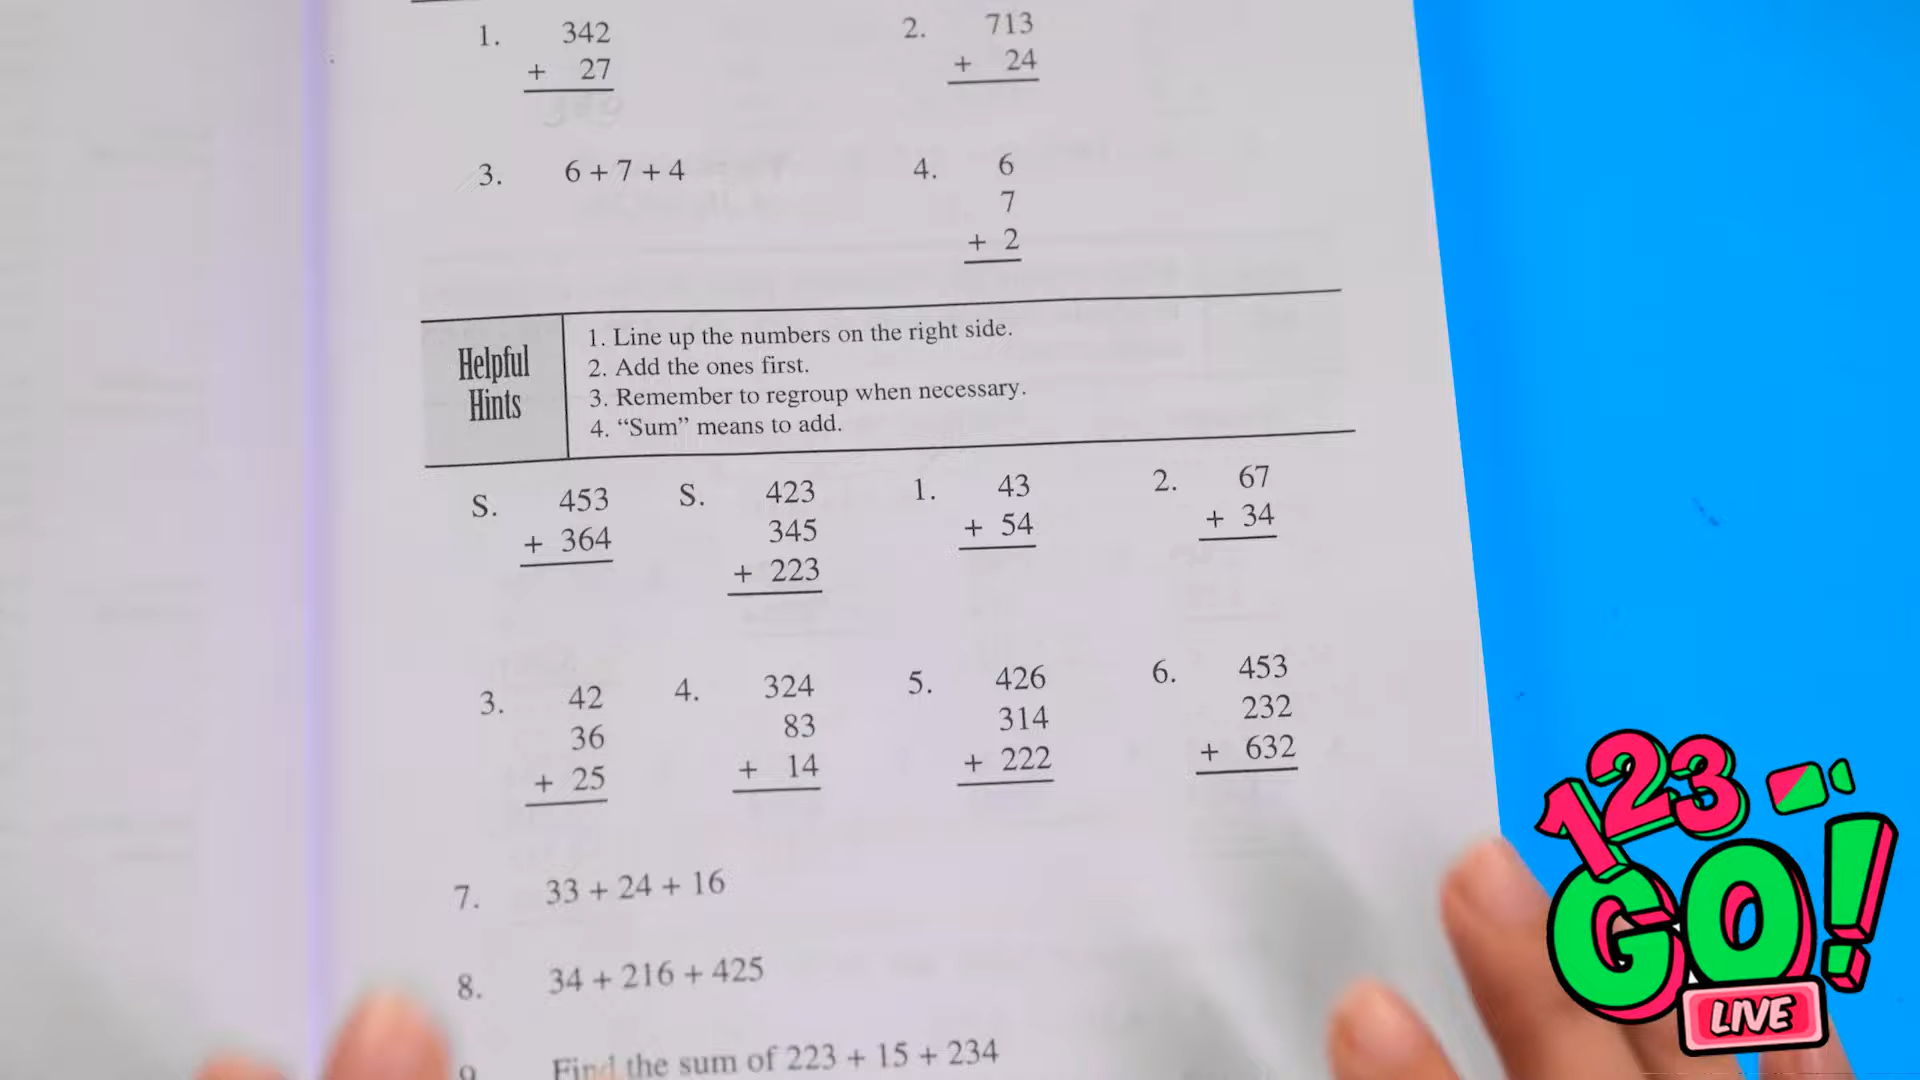 1. 342
+ 27
2. 713
+ 24
3. 6 + 7 + 4
4. 6
7
+ 2
Helpful
Hints
1. Line up the numbers on the right side.
2. Add the ones first.
3. Remember to regroup when necessary.
4. “Sum” means to add.
S. 453
+ 364
S. 423
345
+ 223
1. 43
+ 54
2. 67
+ 34
3. 42
36
+ 25
4. 324
83
+ 14
5. 426
314
+ 222
6. 453
232
+ 632
7. 33 + 24 + 16
8. 34 + 216 + 425
9. Find the sum of 223 + 15 + 234
123
GO!
LIVE